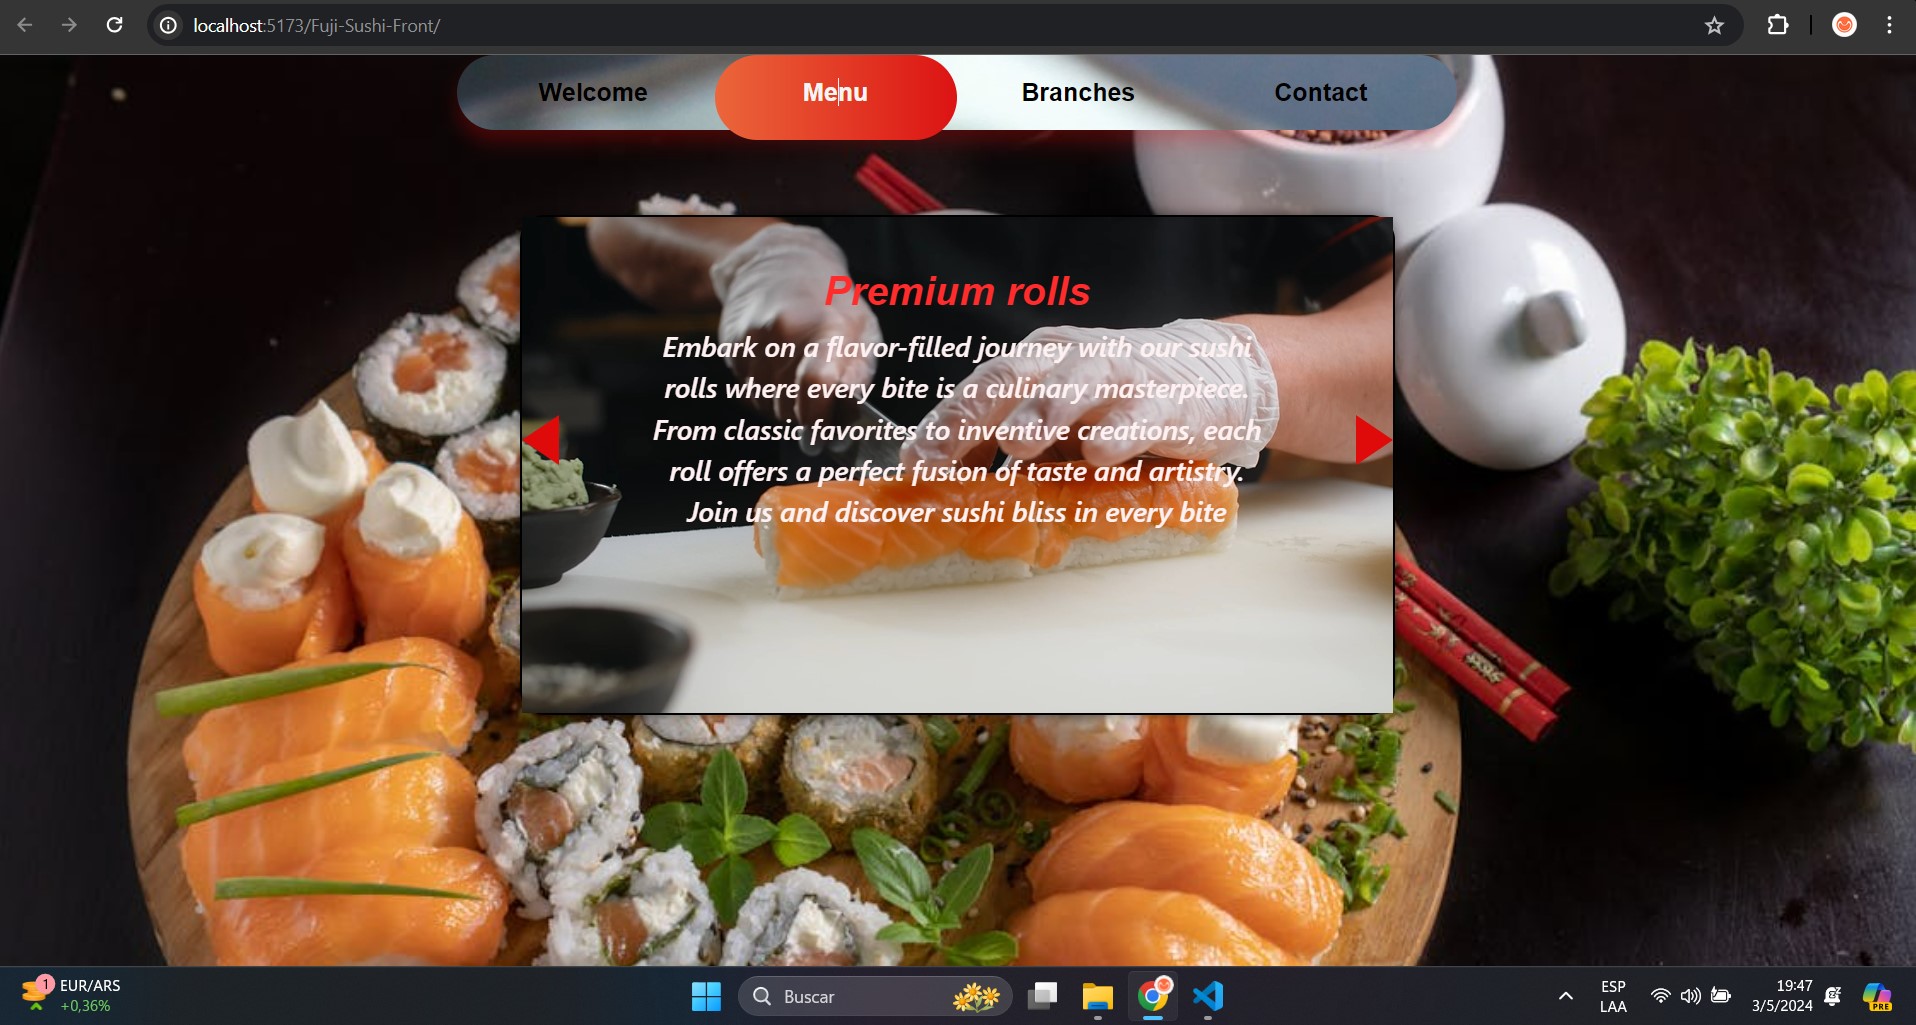 localhost:5173/Fuji-Sushi-Front/
Welcome
Menu
Branches
Contact
Premium rolls
Embark on a flavor-filled journey with our sushi
rolls where every bite is a culinary masterpiece.
From classic favorites to inventive creations, each
roll offers a perfect fusion of taste and artistry.
Join us and discover sushi bliss in every bite
1
EUR/ARS
+0,36%
Buscar
ESP
LAA
19:47
3/5/2024
PRE